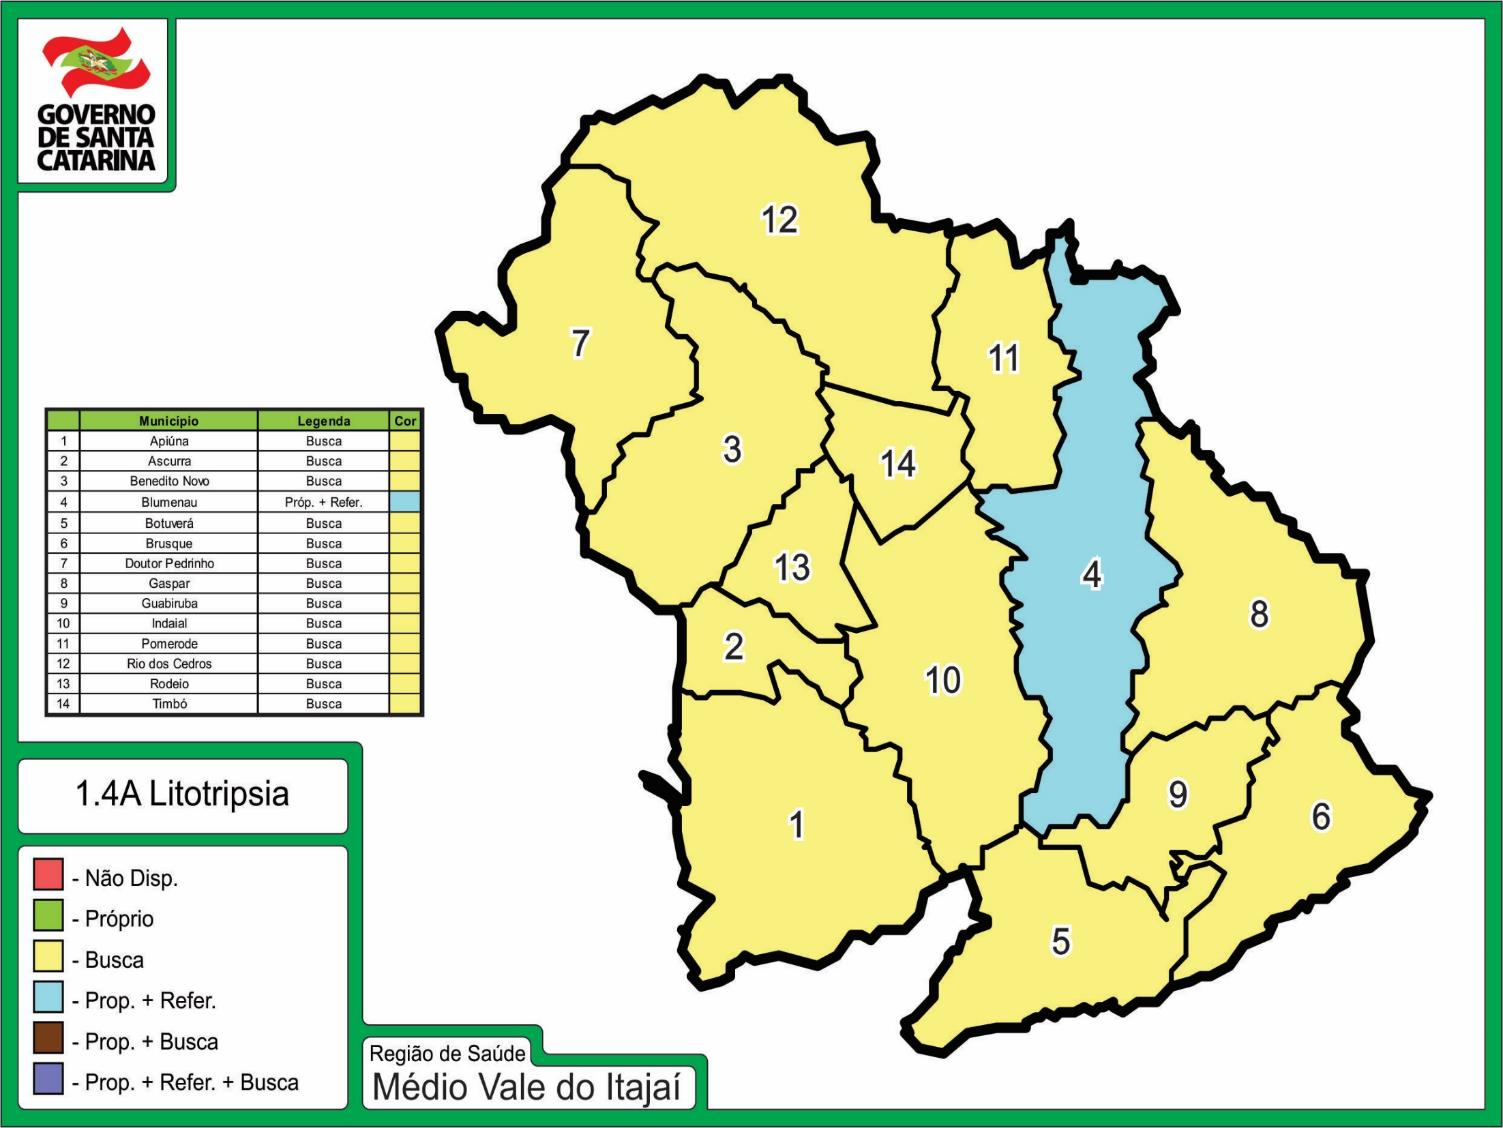 GOVERNO
DE SANTA
CATARINA
Município Legenda Cor
1 Apiúna Busca
2 Ascurra Busca
3 Benedito Novo Busca
4 Blumenau Próp. + Refer.
5 Botuverá Busca
6 Brusque Busca
7 Doutor Pedrinho Busca
8 Gaspar Busca
9 Guabiruba Busca
10 Indaial Busca
11 Pomerode Busca
12 Rio dos Cedros Busca
13 Rodeio Busca
14 Timbó Busca
12
7
11
3
14
13
4
8
2
10
9
1
6
5
1.4A Litotripsia
- Não Disp.
- Próprio
- Busca
- Prop. + Refer.
- Prop. + Busca
- Prop. + Refer. + Busca
Região de Saúde
Médio Vale do Itajaí